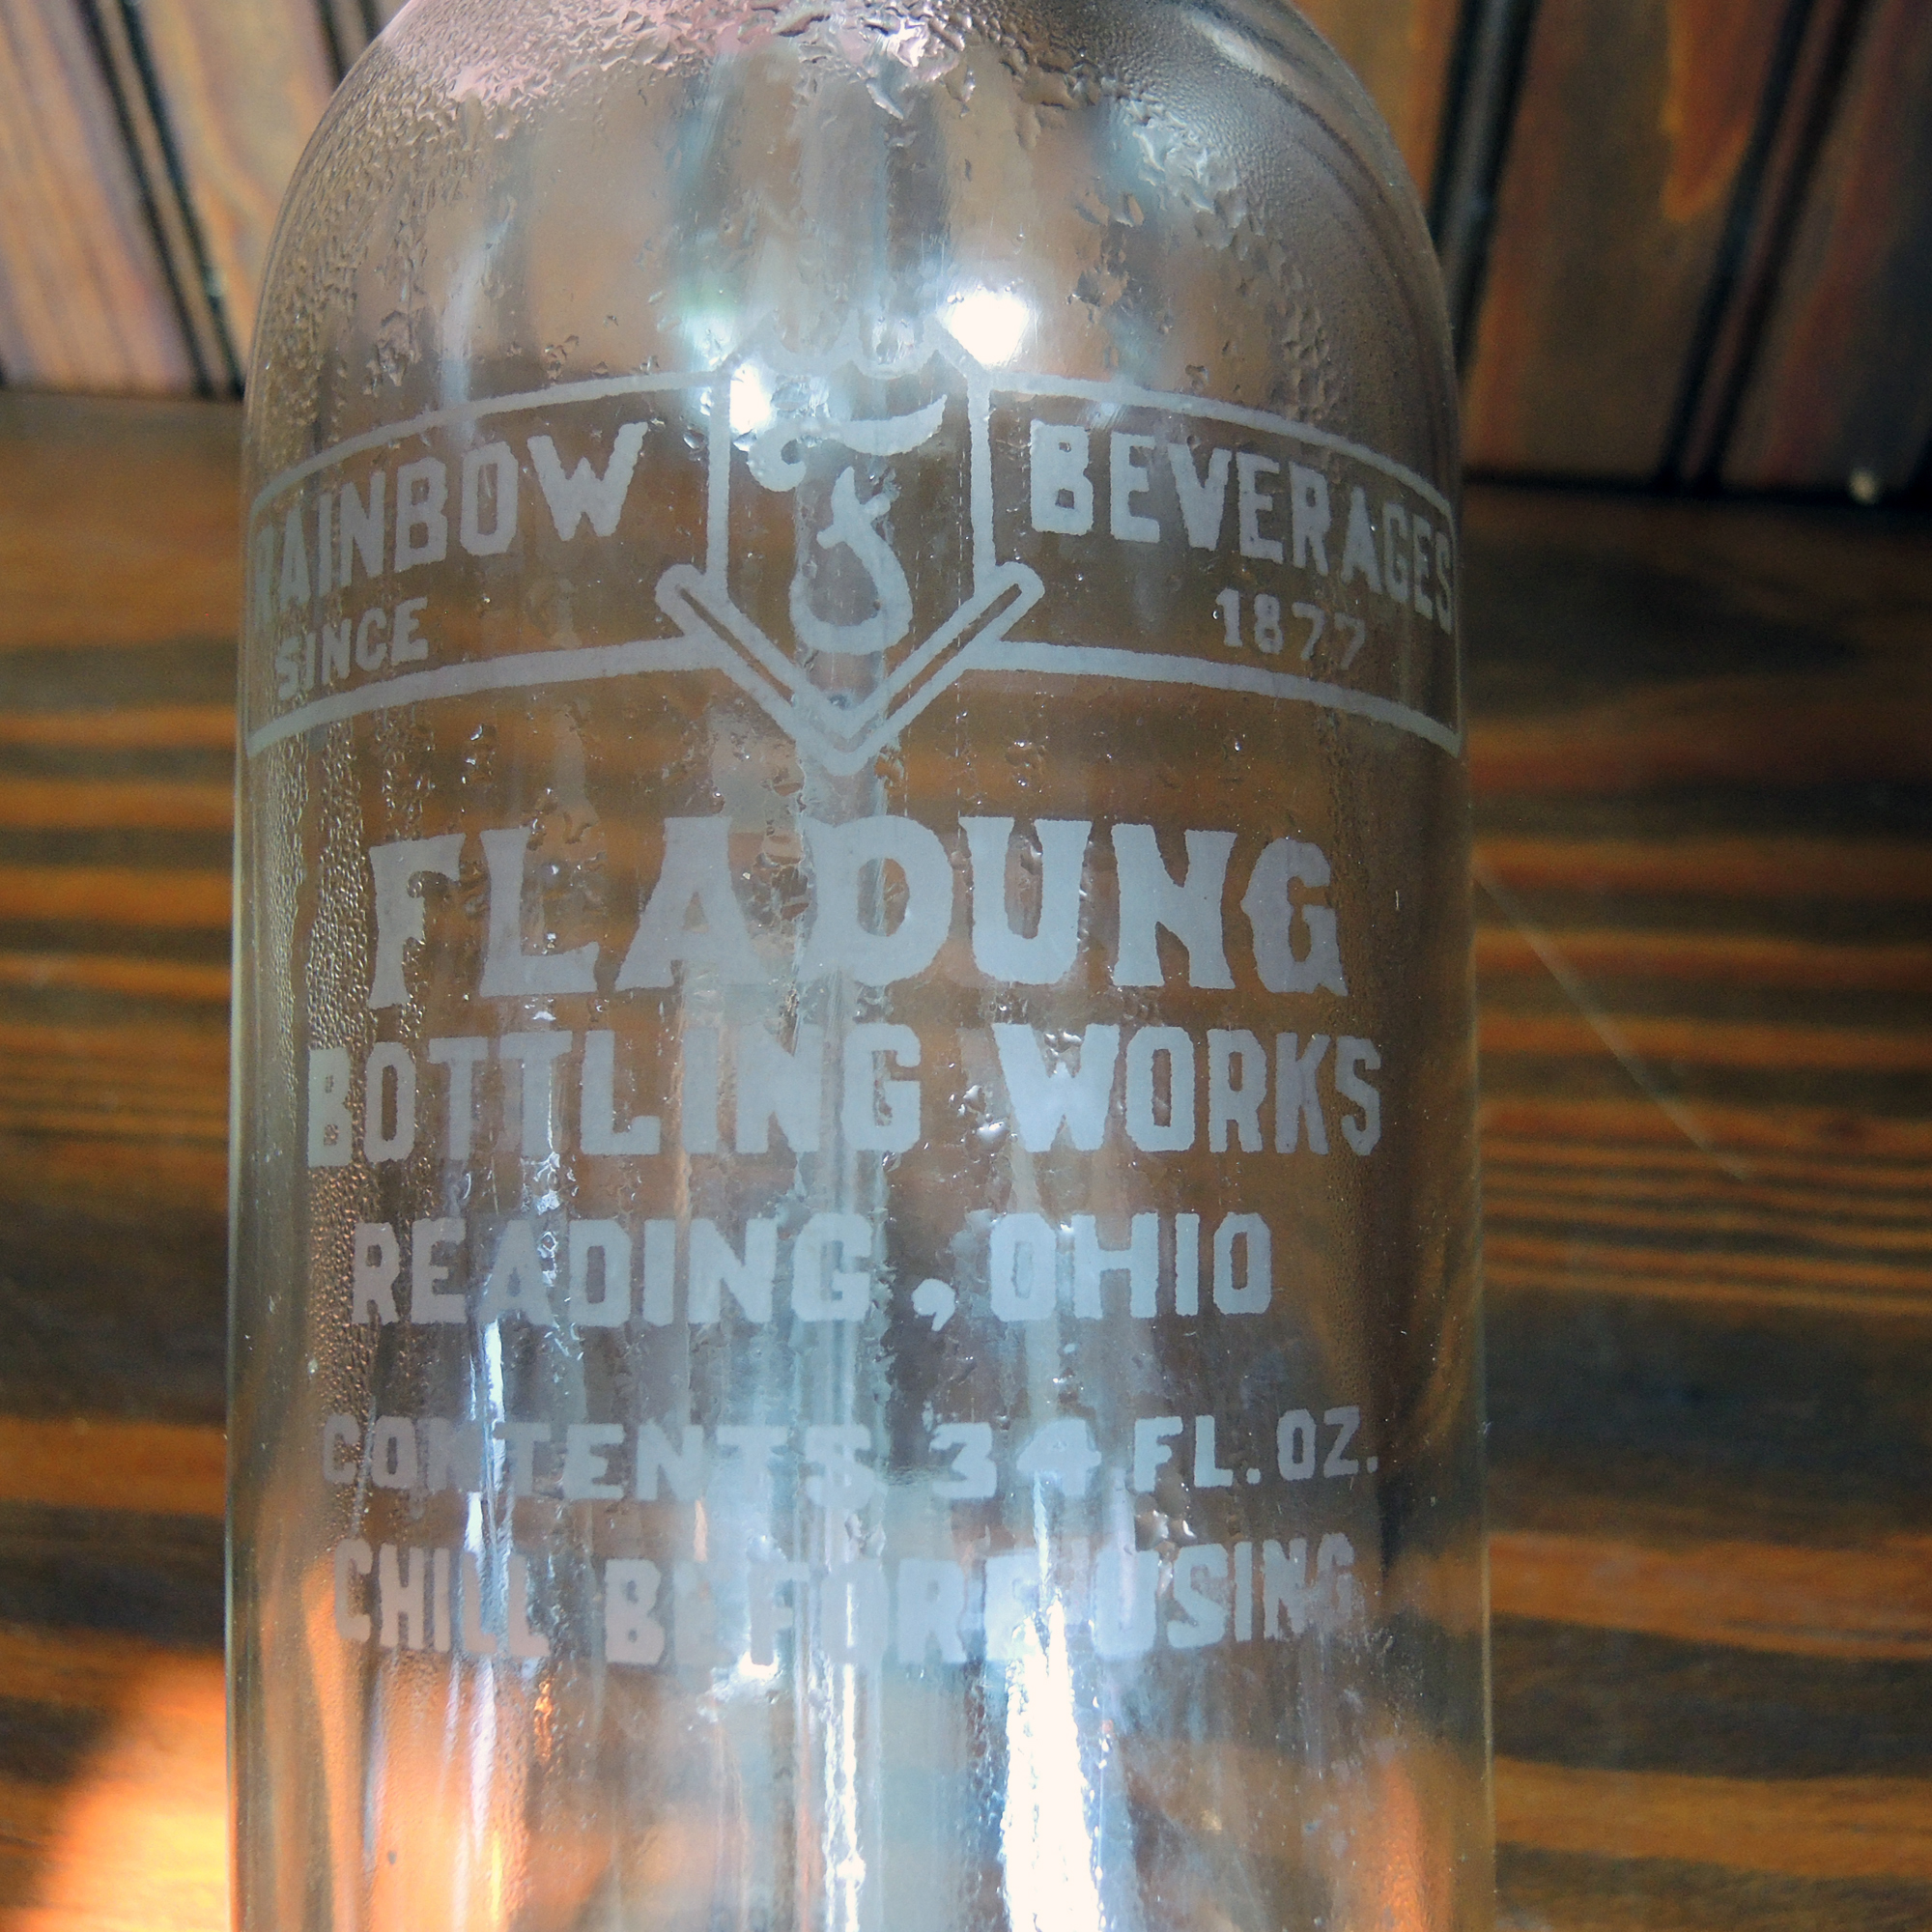 RAINBOW BEVERAGES
SINCE 1877
FLADUNG
BOTTLING WORKS
READING, OHIO
CONTENTS 34 FL. OZ.
CHILL BEFORE USING